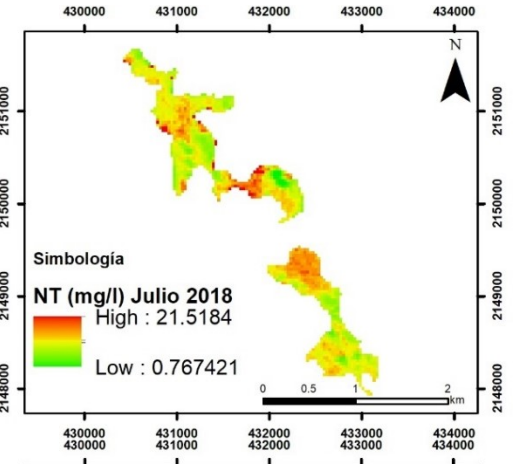 430000 431000 432000 433000 434000
N
2151000 2151000
2150000 2150000
2149000 2149000
2148000 2148000
Simbología
NT (mg/l) Julio 2018
High : 21.5184
Low : 0.767421
0 0.5 1 2
km
430000 431000 432000 433000 434000
430000 431000 432000 433000 434000